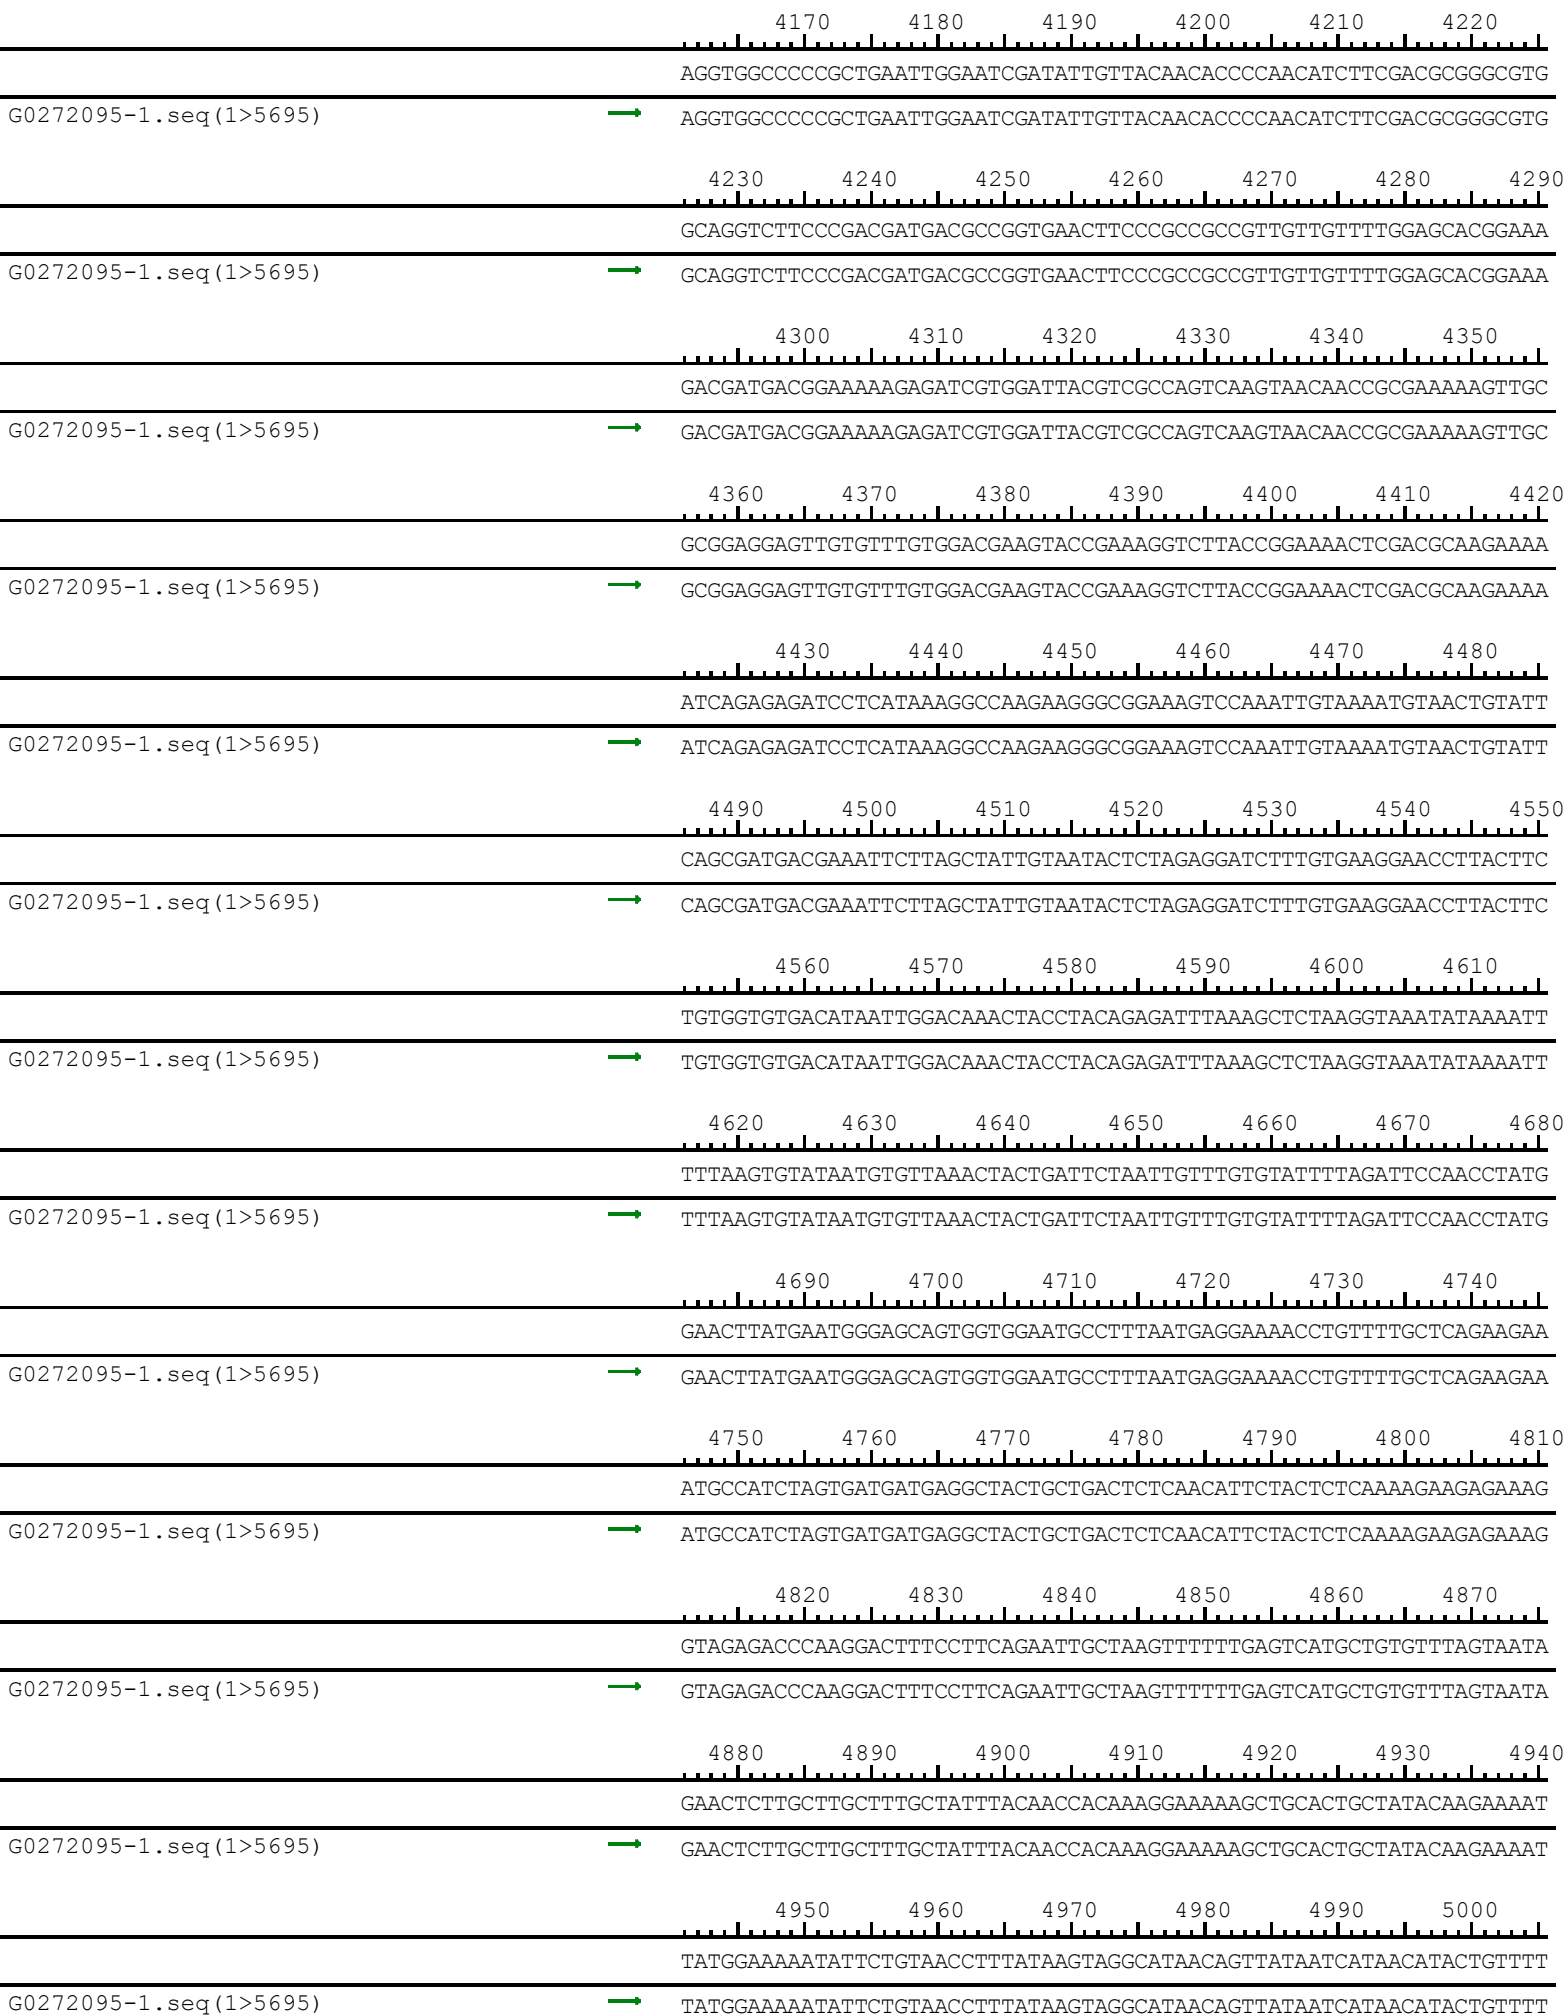 4170 4180 4190 4200 4210 4220
AGGTGGCCCCCGCTGAATTGGAATCGATATTGTTACAACACCCCAACATCTTCGACGCGGGCGTG
G0272095-1.seq(1>5695) AGGTGGCCCCCGCTGAATTGGAATCGATATTGTTACAACACCCCAACATCTTCGACGCGGGCGTG
4230 4240 4250 4260 4270 4280 4290
GCAGGTCTTCCCGACGATGACGCCGGTGAACTTCCCGCCGCCGTTGTTGTTTTGGAGCACGGAAA
G0272095-1.seq(1>5695) GCAGGTCTTCCCGACGATGACGCCGGTGAACTTCCCGCCGCCGTTGTTGTTTTGGAGCACGGAAA
4300 4310 4320 4330 4340 4350
GACGATGACGGAAAAAGAGATCGTGGATTACGTCGCCAGTCAAGTAACAACCGCGAAAAAGTTGC
G0272095-1.seq(1>5695) GACGATGACGGAAAAAGAGATCGTGGATTACGTCGCCAGTCAAGTAACAACCGCGAAAAAGTTGC
4360 4370 4380 4390 4400 4410 4420
GCGGAGGAGTTGTGTTTGTGGACGAAGTACCGAAAGGTCTTACCGGAAAACTCGACGCAAGAAAA
G0272095-1.seq(1>5695) GCGGAGGAGTTGTGTTTGTGGACGAAGTACCGAAAGGTCTTACCGGAAAACTCGACGCAAGAAAA
4430 4440 4450 4460 4470 4480
ATCAGAGAGATCCTCATAAAGGCCAAGAAGGGCGGAAAGTCCAAATTGTAAAATGTAACTGTATT
G0272095-1.seq(1>5695) ATCAGAGAGATCCTCATAAAGGCCAAGAAGGGCGGAAAGTCCAAATTGTAAAATGTAACTGTATT
4490 4500 4510 4520 4530 4540 4550
CAGCGATGACGAAATTCTTAGCTATTGTAATACTCTAGAGGATCTTTGTGAAGGAACCTTACTTC
G0272095-1.seq(1>5695) CAGCGATGACGAAATTCTTAGCTATTGTAATACTCTAGAGGATCTTTGTGAAGGAACCTTACTTC
4560 4570 4580 4590 4600 4610
TGTGGTGTGACATAATTGGACAAACTACCTACAGAGATTTAAAGCTCTAAGGTAAATATAAAATT
G0272095-1.seq(1>5695) TGTGGTGTGACATAATTGGACAAACTACCTACAGAGATTTAAAGCTCTAAGGTAAATATAAAATT
4620 4630 4640 4650 4660 4670 4680
TTTAAGTGTATAATGTGTTAAACTACTGATTCTAATTGTTTGTGTATTTTAGATTCCAACCTATG
G0272095-1.seq(1>5695) TTTAAGTGTATAATGTGTTAAACTACTGATTCTAATTGTTTGTGTATTTTAGATTCCAACCTATG
4690 4700 4710 4720 4730 4740
GAACTTATGAATGGGAGCAGTGGTGGAATGCCTTTAATGAGGAAAACCTGTTTTGCTCAGAAGAA
G0272095-1.seq(1>5695) GAACTTATGAATGGGAGCAGTGGTGGAATGCCTTTAATGAGGAAAACCTGTTTTGCTCAGAAGAA
4750 4760 4770 4780 4790 4800 4810
ATGCCATCTAGTGATGATGAGGCTACTGCTGACTCTCAACATTCTACTCTCAAAAGAAGAGAAAG
G0272095-1.seq(1>5695) ATGCCATCTAGTGATGATGAGGCTACTGCTGACTCTCAACATTCTACTCTCAAAAGAAGAGAAAG
4820 4830 4840 4850 4860 4870
GTAGAGACCCAAGGACTTTCCTTCAGAATTGCTAAGTTTTTTGAGTCATGCTGTGTTTAGTAATA
G0272095-1.seq(1>5695) GTAGAGACCCAAGGACTTTCCTTCAGAATTGCTAAGTTTTTTGAGTCATGCTGTGTTTAGTAATA
4880 4890 4900 4910 4920 4930 4940
GAACTCTTGCTTGCTTTGCTATTTACAACCACAAAGGAAAAAGCTGCACTGCTATACAAGAAAAT
G0272095-1.seq(1>5695) GAACTCTTGCTTGCTTTGCTATTTACAACCACAAAGGAAAAAGCTGCACTGCTATACAAGAAAAT
4950 4960 4970 4980 4990 5000
TATGGAAAAATATTCTGTAACCTTTATAAGTAGGCATAACAGTTATAATCATAACATACTGTTTT
G0272095-1.seq(1>5695) TATGGAAAAATATTCTGTAACCTTTATAAGTAGGCATAACAGTTATAATCATAACATACTGTTTT